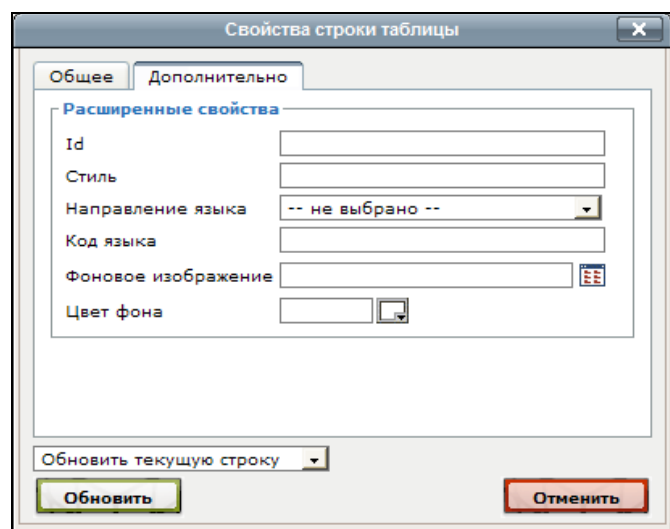 Свойства строки таблицы
Общее Дополнительно
Расширенные свойства
Id
Стиль
Направление языка -- не выбрано --
Код языка
Фоновое изображение
Цвет фона
Обновить текущую строку
Обновить Отменить